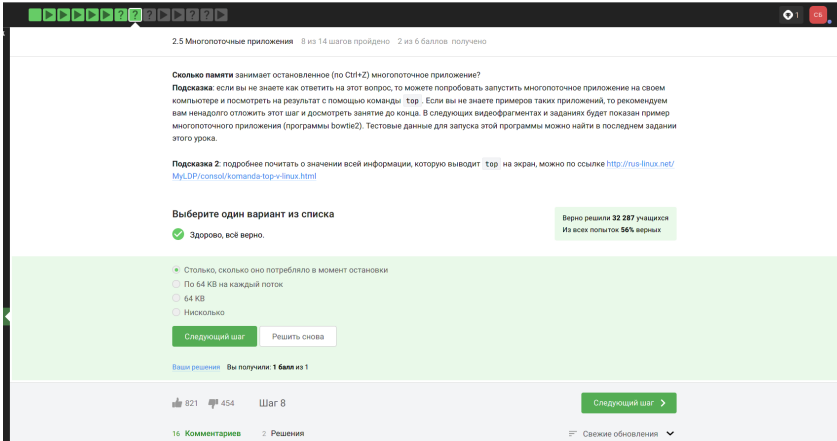 ? ? ? ? ?
1
СБ
2.5 Многопоточные приложения 8 из 14 шагов пройдено 2 из 6 баллов получено
Сколько памяти занимает остановленное (по Ctrl+Z) многопоточное приложение?
Подсказка: если вы не знаете как ответить на этот вопрос, то можете попробовать запустить многопоточное приложение на своем
компьютере и посмотреть на результат с помощью команды top . Если вы не знаете примеров таких приложений, то рекомендуем
вам ненадолго отложить этот шаг и досмотреть занятие до конца. В следующих видеофрагментах и заданиях будет показан пример
многопоточного приложения (программы bowtie2). Тестовые данные для запуска этой программы можно найти в последнем задании
этого урока.
Подсказка 2: подробнее почитать о значении всей информации, которую выводит top на экран, можно по ссылке http://rus-linux.net/
MyLDP/consol/komanda-top-v-linux.html
Выберите один вариант из списка
Здорово, всё верно.
Верно решили 32 287 учащихся
Из всех попыток 56% верных
Столько, сколько оно потребляло в момент остановки
По 64 KB на каждый поток
64 KB
Нисколько
Следующий шаг Решить снова
Ваши решения Вы получили: 1 балл из 1
821 454 Шаг 8 Следующий шаг
16 Комментариев 2 Решения Свежие обновления